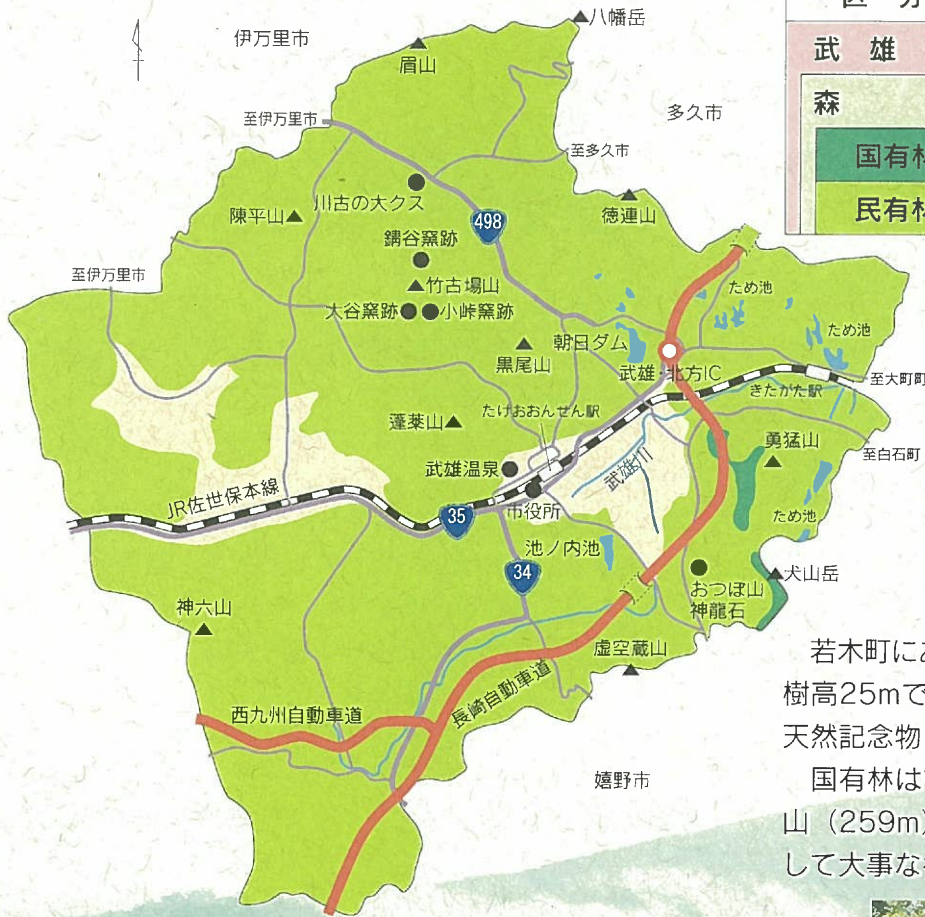 区 分
武 雄
森
国有林
民有林
八幡岳
伊万里市
眉山
多久市
至伊万里市
至多久市
川古の大クス
陳平山
徳連山
498
錆谷窯跡
至伊万里市
竹古場山
ため池
大谷窯跡
小峠窯跡
ため池
朝日ダム
黒尾山
武雄・北方IC
至大町町
きたがた駅
たけおおんせん駅
蓬莱山
勇猛山
至白石町
武雄温泉
武雄川
JR佐世保本線
市役所
35
ため池
池ノ内池
34
犬山岳
おつぼ山
神龍石
神六山
虚空蔵山
長崎自動車道
西九州自動車道
嬉野市
若木町にあ
樹高25mで
天然記念物
国有林は
山（259m）
して大事な